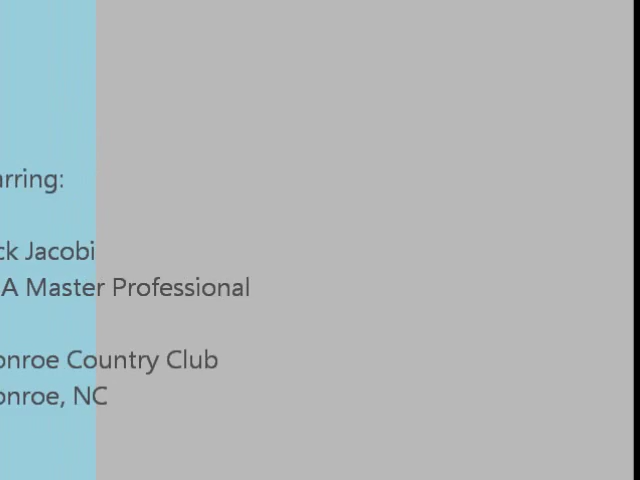 arring:
ck Jacobi
A Master Professional
onroe Country Club
onroe, NC